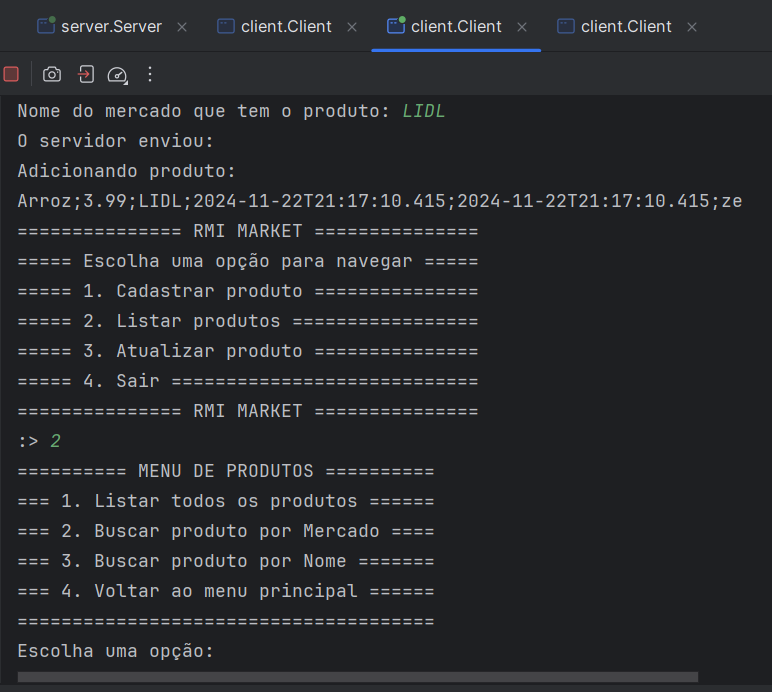 server.Server
client.Client
client.Client
client.Client
Nome do mercado que tem o produto: LIDL
O servidor enviou:
Adicionando produto:
Arroz;3.99;LIDL;2024-11-22T21:17:10.415;2024-11-22T21:17:10.415;ze
=============== RMI MARKET ===============
===== Escolha uma opção para navegar =====
===== 1. Cadastrar produto ===============
===== 2. Listar produtos =================
===== 3. Atualizar produto ===============
===== 4. Sair ============================
=============== RMI MARKET ===============
:> 2
========== MENU DE PRODUTOS ==========
=== 1. Listar todos os produtos ======
=== 2. Buscar produto por Mercado ====
=== 3. Buscar produto por Nome =======
=== 4. Voltar ao menu principal ======
======================================
Escolha uma opção: